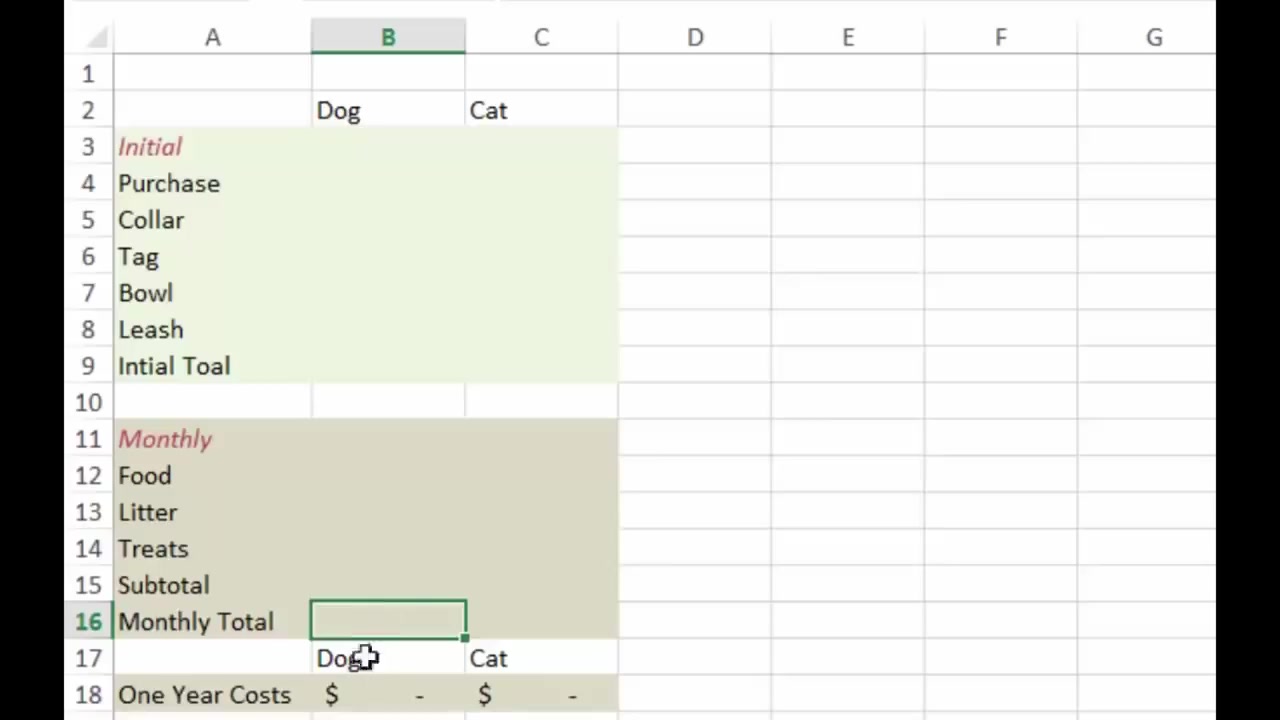 A B C D E F G
1
2 Dog Cat
3 Initial
4 Purchase
5 Collar
6 Tag
7 Bowl
8 Leash
9 Intial Toal
10
11 Monthly
12 Food
13 Litter
14 Treats
15 Subtotal
16 Monthly Total
17 Dog Cat
18 One Year Costs $ - $ -